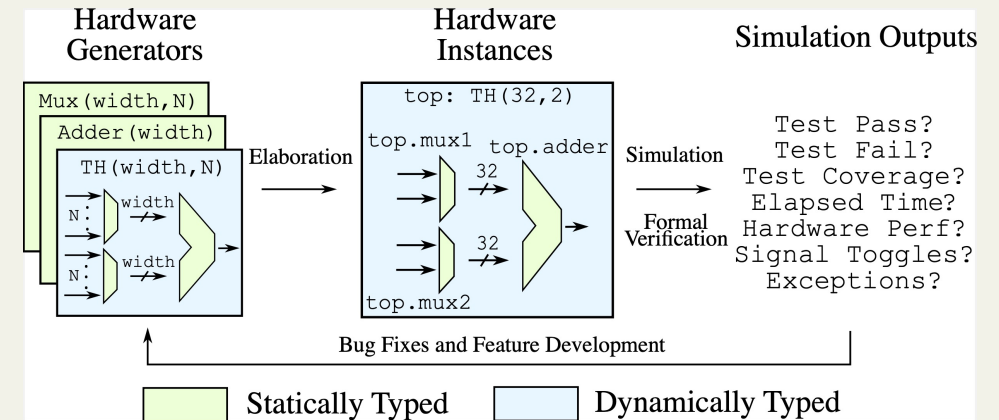 Hardware
Generators
Hardware
Instances
Simulation Outputs
Mux(width,N)
Adder(width)
TH(width,N)
N
width
N
width
Elaboration
top: TH(32,2)
top.mux1
top.adder
32
32
top.mux2
Simulation
Formal
Verification
Test Pass?
Test Fail?
Test Coverage?
Elapsed Time?
Hardware Perf?
Signal Toggles?
Exceptions?
Bug Fixes and Feature Development
Statically Typed
Dynamically Typed